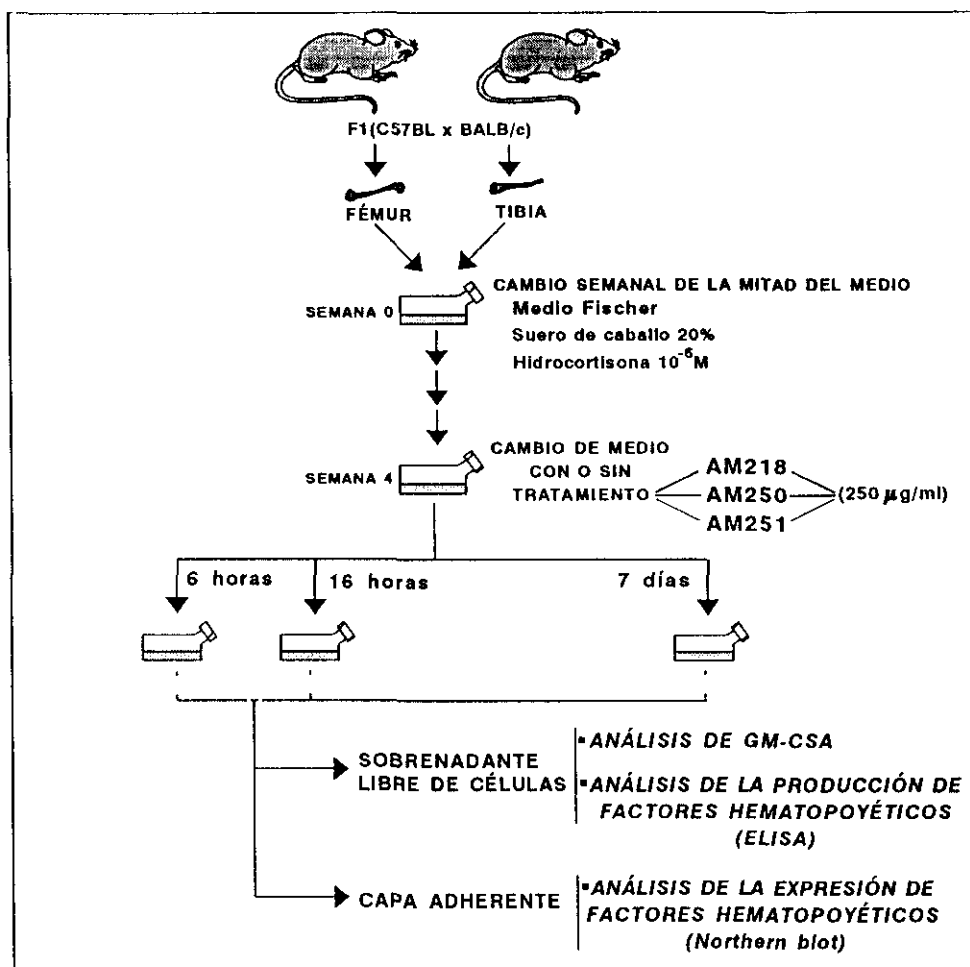 F1(C57BL x BALB/c)
FÉMUR
TIBIA
SEMANA 0
CAMBIO SEMANAL DE LA MITAD DEL MEDIO
Medio Fischer
Suero de caballo 20%
Hidrocortisona 10⁻⁶M
SEMANA 4
CAMBIO DE MEDIO
CON O SIN
TRATAMIENTO
AM218
AM250
AM251
(250 µg/ml)
6 horas
16 horas
7 días
SOBRENADANTE
LIBRE DE CÉLULAS
▪ANÁLISIS DE GM-CSA
▪ANÁLISIS DE LA PRODUCCIÓN DE
FACTORES HEMATOPOYÉTICOS
(ELISA)
CAPA ADHERENTE
▪ANÁLISIS DE LA EXPRESIÓN DE
FACTORES HEMATOPOYÉTICOS
(Northern blot)